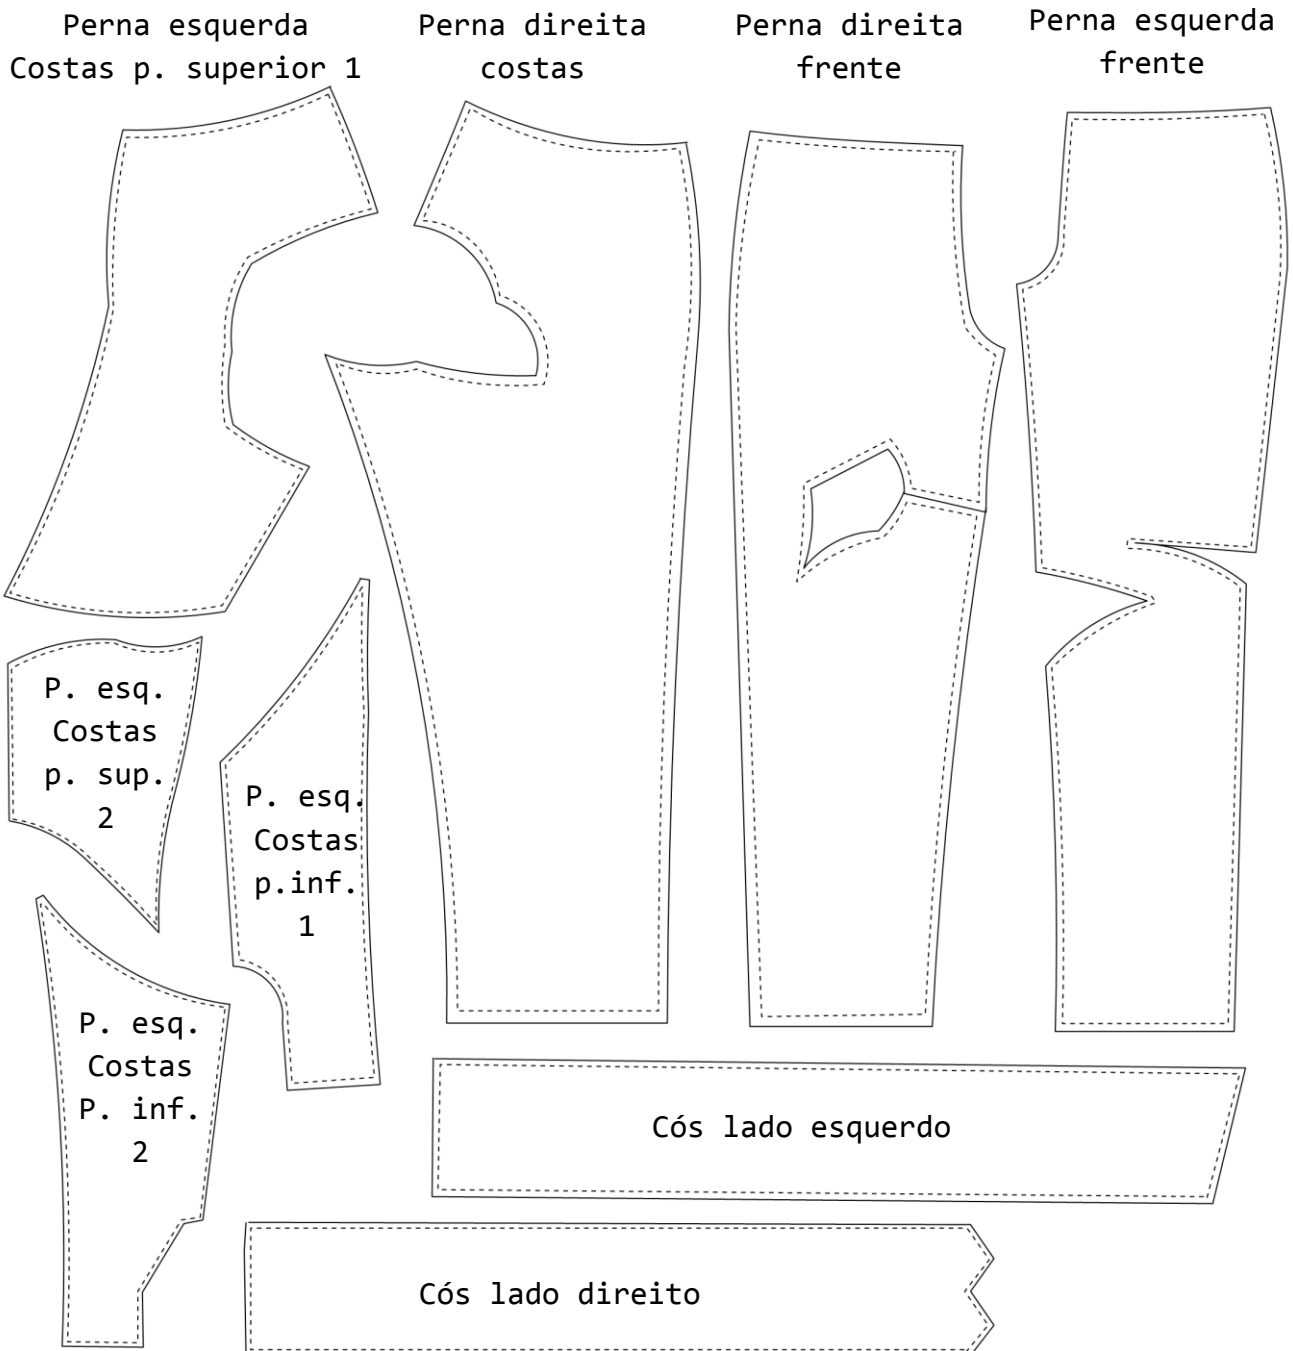 Perna esquerda
Costas p. superior 1
Perna direita
costas
Perna direita
frente
Perna esquerda
frente
P. esq.
Costas
p. sup.
2
P. esq.
Costas
p.inf.
1
P. esq.
Costas
P. inf.
2
Cós lado esquerdo
Cós lado direito